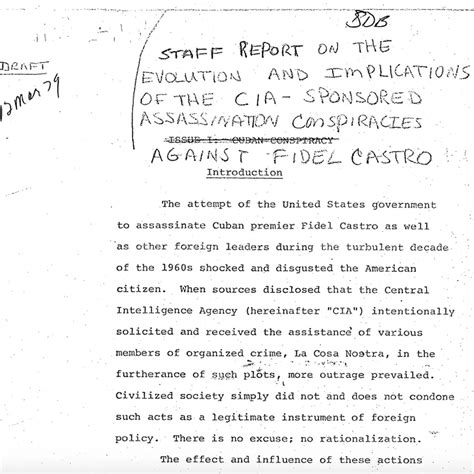 BDB
DRAFT
12 Mar 79
STAFF REPORT ON THE
EVOLUTION AND IMPLICATIONS
OF THE CIA-SPONSORED
ASSASSINATION CONSPIRACIES
ISSUE I. CUBAN CONSPIRACY
AGAINST FIDEL CASTRO
Introduction
The attempt of the United States government
to assassinate Cuban premier Fidel Castro as well
as other foreign leaders during the turbulent decade
of the 1960s shocked and disgusted the American
citizen. When sources disclosed that the Central
Intelligence Agency (hereinafter "CIA") intentionally
solicited and received the assistance of various
members of organized crime, La Cosa Nostra, in the
furtherance of such plots, more outrage prevailed.
Civilized society simply did not and does not condone
such acts as a legitimate instrument of foreign
policy. There is no excuse; no rationalization.
The effect and influence of these actions